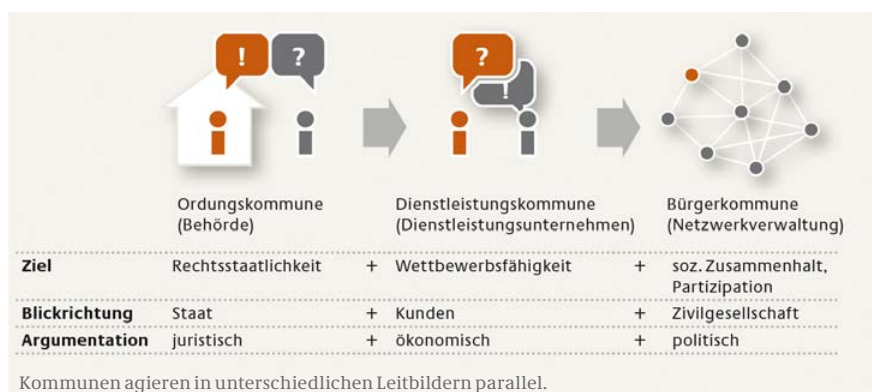 ! ?
? !
Ordungskommune
(Behörde)
Dienstleistungskommune
(Dienstleistungsunternehmen)
Bürgerkommune
(Netzwerkverwaltung)
Ziel Rechtsstaatlichkeit + Wettbewerbsfähigkeit + soz. Zusammenhalt,
Partizipation
Blickrichtung Staat + Kunden + Zivilgesellschaft
Argumentation juristisch + ökonomisch + politisch
Kommunen agieren in unterschiedlichen Leitbildern parallel.